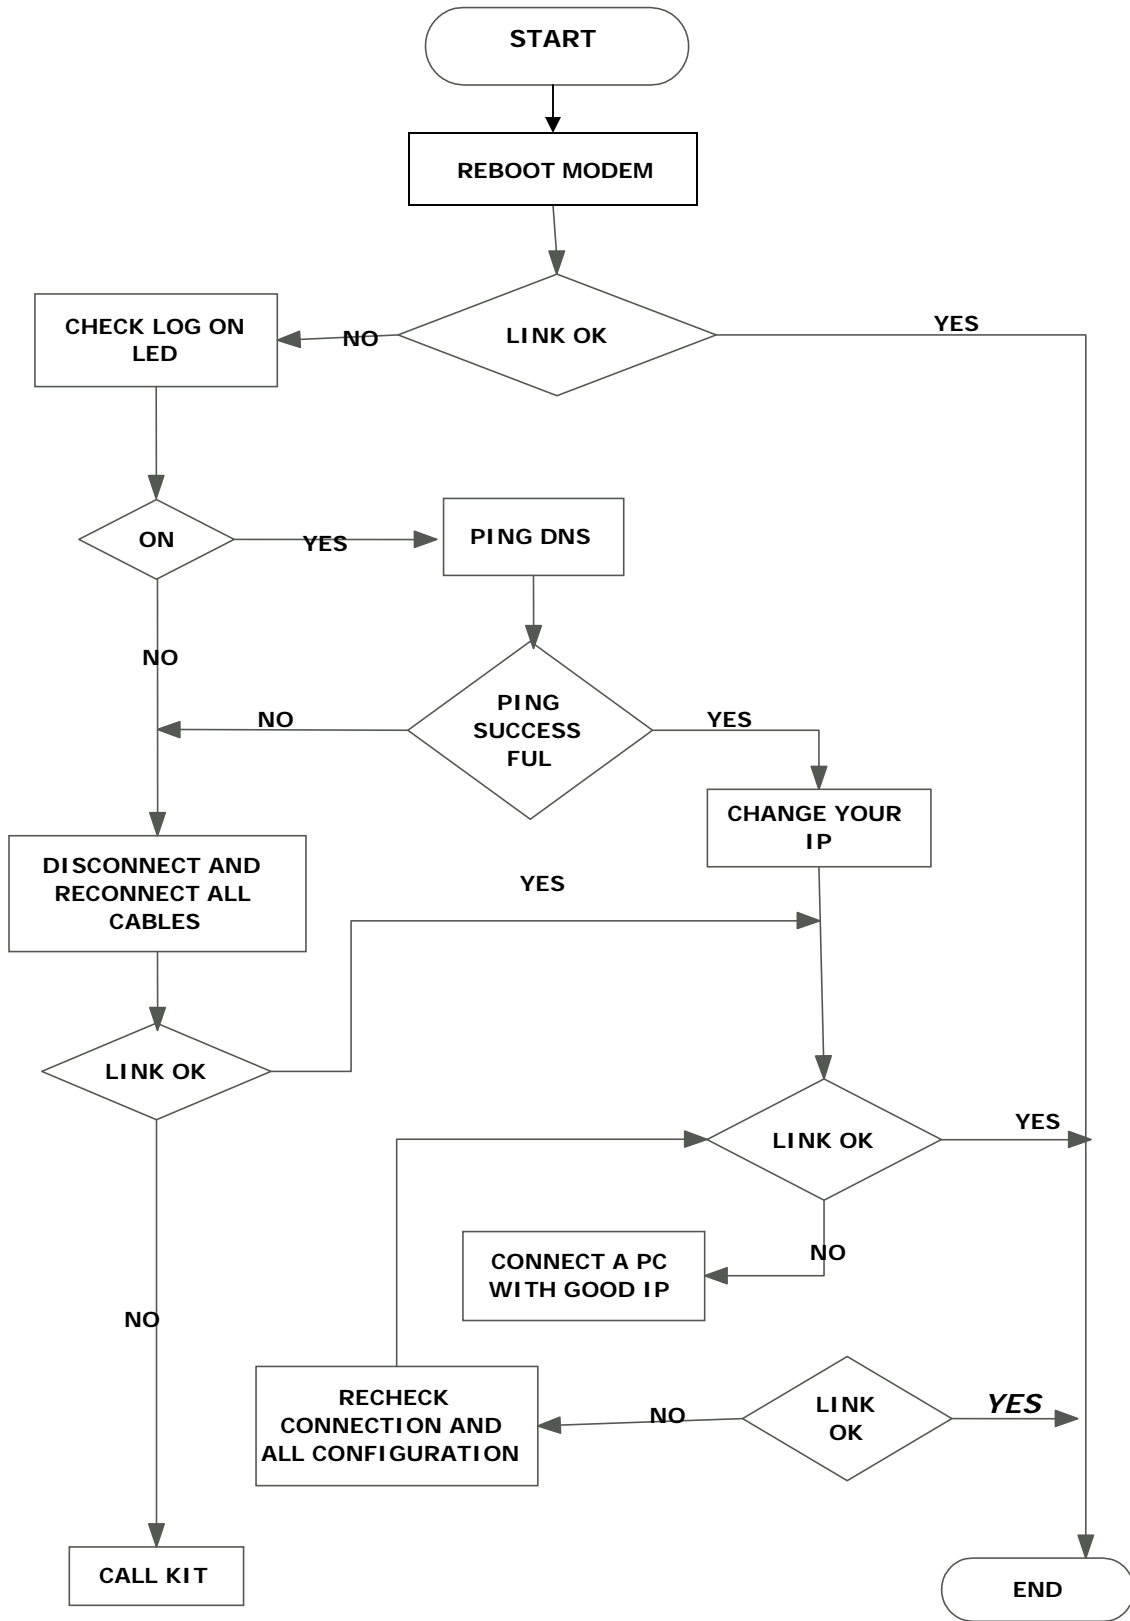 START
REBOOT MODEM
CHECK LOG ON
LED
NO
LINK OK
YES
ON
YES
PING DNS
NO
PING
SUCCESS
FUL
NO
YES
CHANGE YOUR
IP
DISCONNECT AND
RECONNECT ALL
CABLES
YES
LINK OK
LINK OK
YES
NO
CONNECT A PC
WITH GOOD IP
NO
RECHECK
CONNECTION AND
ALL CONFIGURATION
NO
LINK
OK
YES
CALL KIT
END